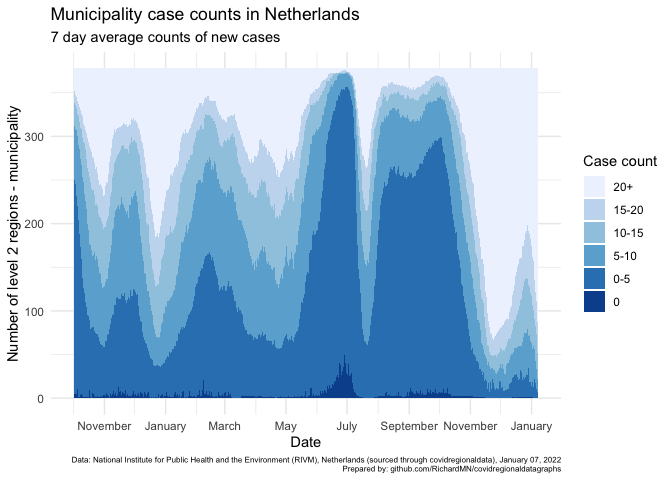 Municipality case counts in Netherlands
7 day average counts of new cases
Number of level 2 regions - municipality
300
200
100
0
November January March May July September November January
Date
Case count
20+
15-20
10-15
5-10
0-5
0
Data: National Institute for Public Health and the Environment (RIVM), Netherlands (sourced through covidregionaldata), January 07, 2022
Prepared by: github.com/RichardMN/covidregionaldatagraphs